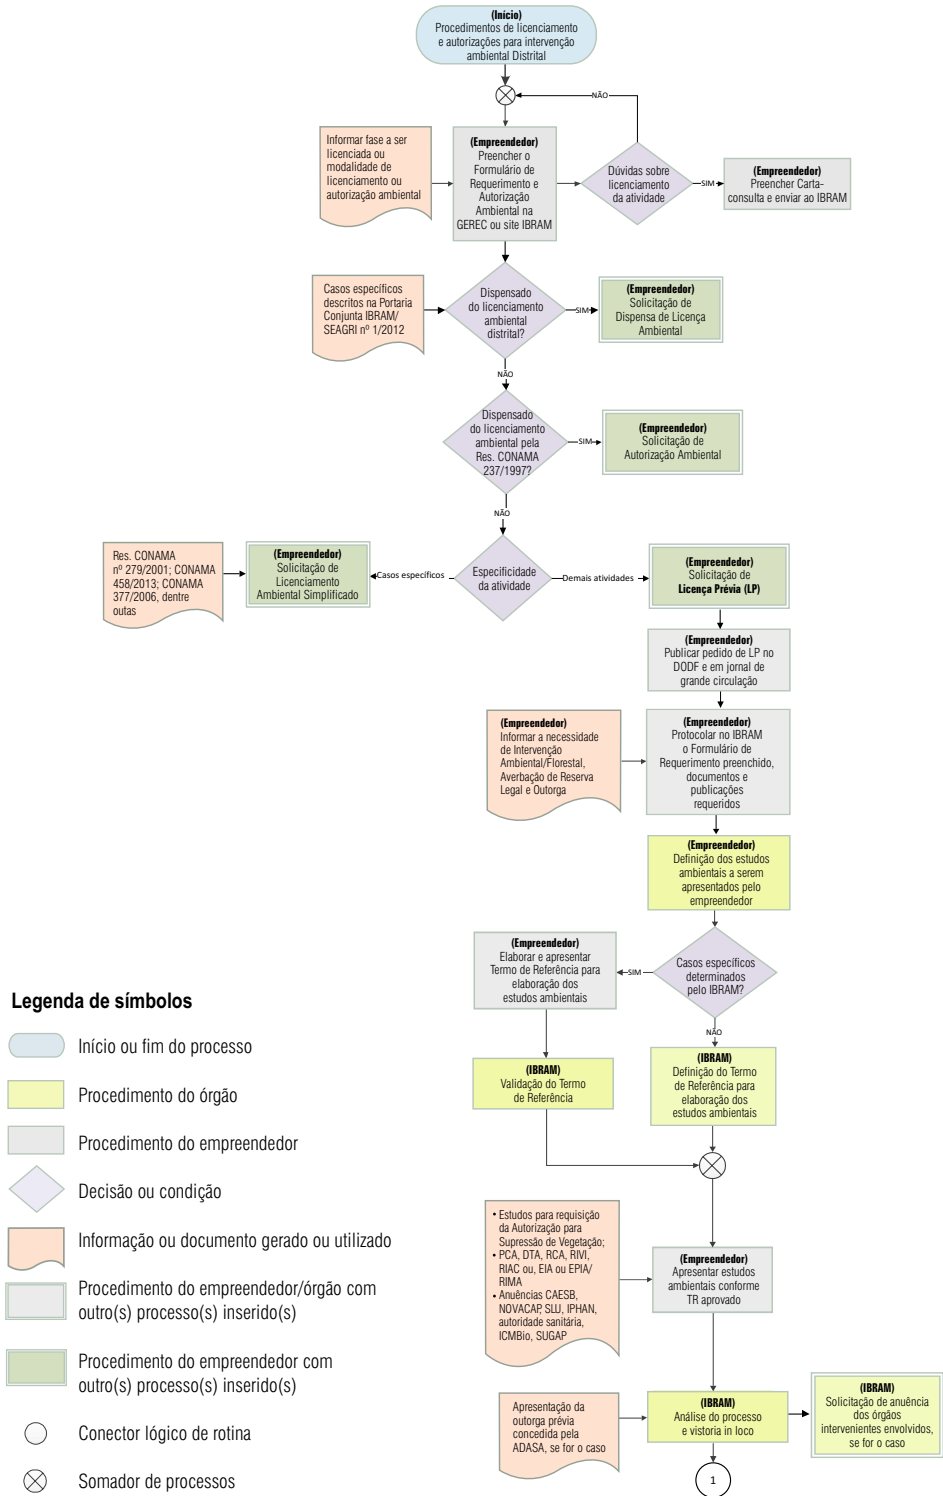 (Início)
Procedimentos de licenciamento
e autorizações para intervenção
ambiental Distrital
NÃO
Informar fase a ser
licenciada ou
modalidade de
licenciamento ou
autorização ambiental
(Empreendedor)
Preencher o
Formulário de
Requerimento e
Autorização
Ambiental na
GEREC ou site IBRAM
Dúvidas sobre
licenciamento
da atividade
SIM
(Empreendedor)
Preencher Carta-
consulta e enviar ao IBRAM
Casos específicos
descritos na Portaria
Conjunta IBRAM/
SEAGRI nº 1/2012
Dispensado
do licenciamento
ambiental
distrital?
SIM
(Empreendedor)
Solicitação de
Dispensa de Licença
Ambiental
NÃO
Dispensado
do licenciamento
ambiental pela
Res. CONAMA
237/1997?
SIM
(Empreendedor)
Solicitação de
Autorização Ambiental
NÃO
Res. CONAMA
nº 279/2001; CONAMA
458/2013; CONAMA
377/2006, dentre
outas
(Empreendedor)
Solicitação de
Licenciamento
Ambiental Simplificado
Casos específicos
Especificidade
da atividade
Demais atividades
(Empreendedor)
Solicitação de
Licença Prévia (LP)
(Empreendedor)
Publicar pedido de LP no
DODF e em jornal de
grande circulação
(Empreendedor)
Informar a necessidade
de Intervenção
Ambiental/Florestal,
Averbação de Reserva
Legal e Outorga
(Empreendedor)
Protocolar no IBRAM
o Formulário de
Requerimento preenchido,
documentos e
publicações
requeridos
(Empreendedor)
Definição dos estudos
ambientais a serem
apresentados pelo
empreendedor
(Empreendedor)
Elaborar e apresentar
Termo de Referência para
elaboração dos
estudos ambientais
SIM
Casos específicos
determinados
pelo IBRAM?
NÃO
(IBRAM)
Validação do Termo
de Referência
(IBRAM)
Definição do Termo
de Referência para
elaboração dos
estudos ambientais
• Estudos para requisição
da Autorização para
Supressão de Vegetação;
• PCA, DTA, RCA, RIVI,
RIAC ou, EIA ou EPIA/
RIMA
• Anuências CAESB,
NOVACAP, SLU, IPHAN,
autoridade sanitária,
ICMBio, SUGAP
(Empreendedor)
Apresentar estudos
ambientais conforme
TR aprovado
Apresentação da
outorga prévia
concedida pela
ADASA, se for o caso
(IBRAM)
Análise do processo
e vistoria in loco
(IBRAM)
Solicitação de anuência
dos órgãos
intervenientes envolvidos,
se for o caso
1
Legenda de símbolos
Início ou fim do processo
Procedimento do órgão
Procedimento do empreendedor
Decisão ou condição
Informação ou documento gerado ou utilizado
Procedimento do empreendedor/órgão com
outro(s) processo(s) inserido(s)
Procedimento do empreendedor com
outro(s) processo(s) inserido(s)
Conector lógico de rotina
Somador de processos